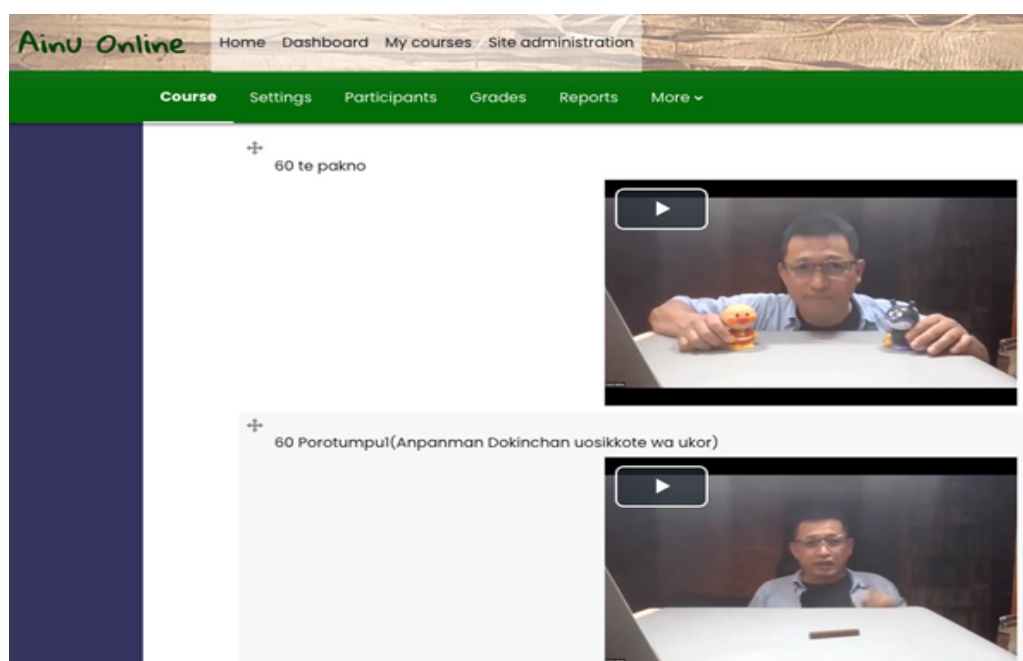 Ainu Online
Home Dashboard My courses Site administration
Course Settings Participants Grades Reports More
60 te pakno
60 Porotumpu1(Anpanman Dokinchan uosikkote wa ukor)